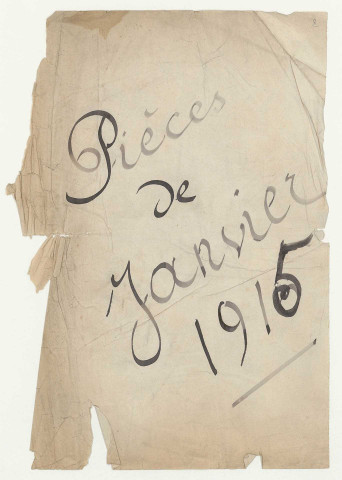 Pièces
de
Janvier
1915